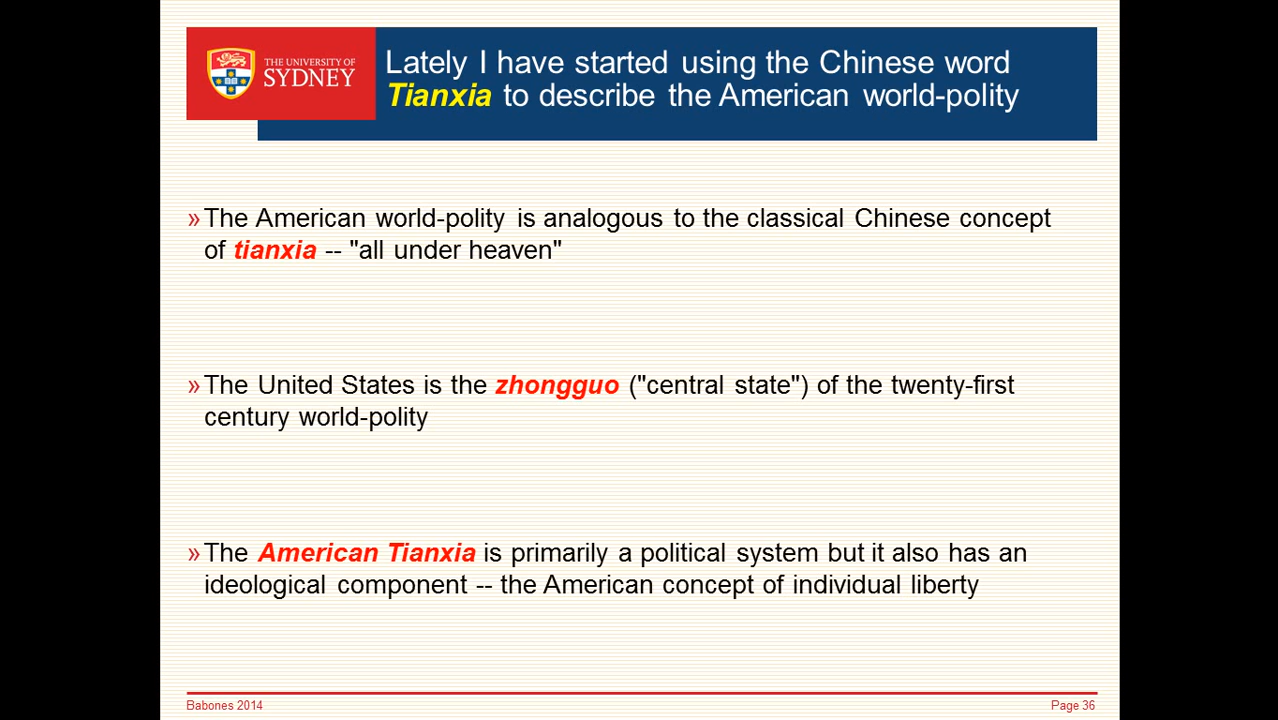 THE UNIVERSITY OF
SYDNEY
Lately I have started using the Chinese word
Tianxia to describe the American world-polity
»The American world-polity is analogous to the classical Chinese concept
of tianxia -- "all under heaven"
»The United States is the zhongguo ("central state") of the twenty-first
century world-polity
»The American Tianxia is primarily a political system but it also has an
ideological component -- the American concept of individual liberty
Babones 2014
Page 36